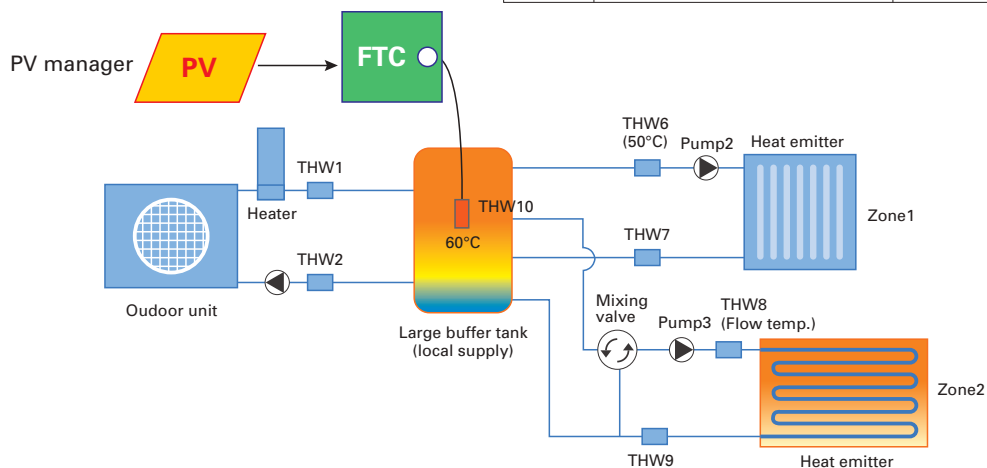 PV manager
PV
FTC
THW6
(50°C)
Pump2
Heat emitter
THW1
Heater
THW10
60°C
Zone1
THW7
THW2
Oudoor unit
Large buffer tank
(local supply)
Mixing
valve
Pump3
THW8
(Flow temp.)
Zone2
THW9
Heat emitter